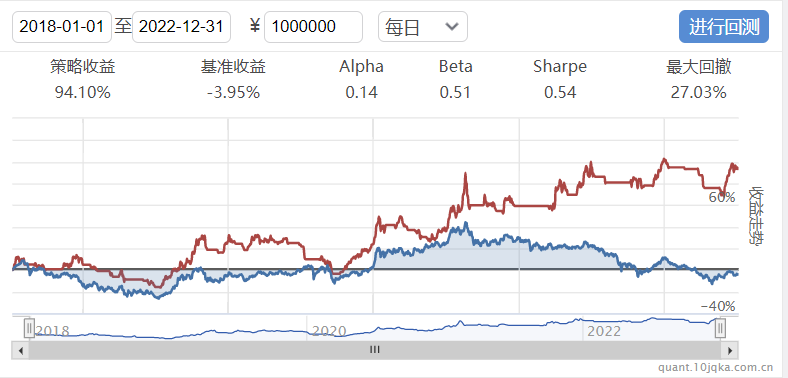 2018-01-01 至 2022-12-31 ¥ 1000000 每日 进行回测
策略收益 基准收益 Alpha Beta Sharpe 最大回撤
94.10% -3.95% 0.14 0.51 0.54 27.03%
60%
收益走势
-40%
2018 2020 2022
quant.10jqka.com.cn